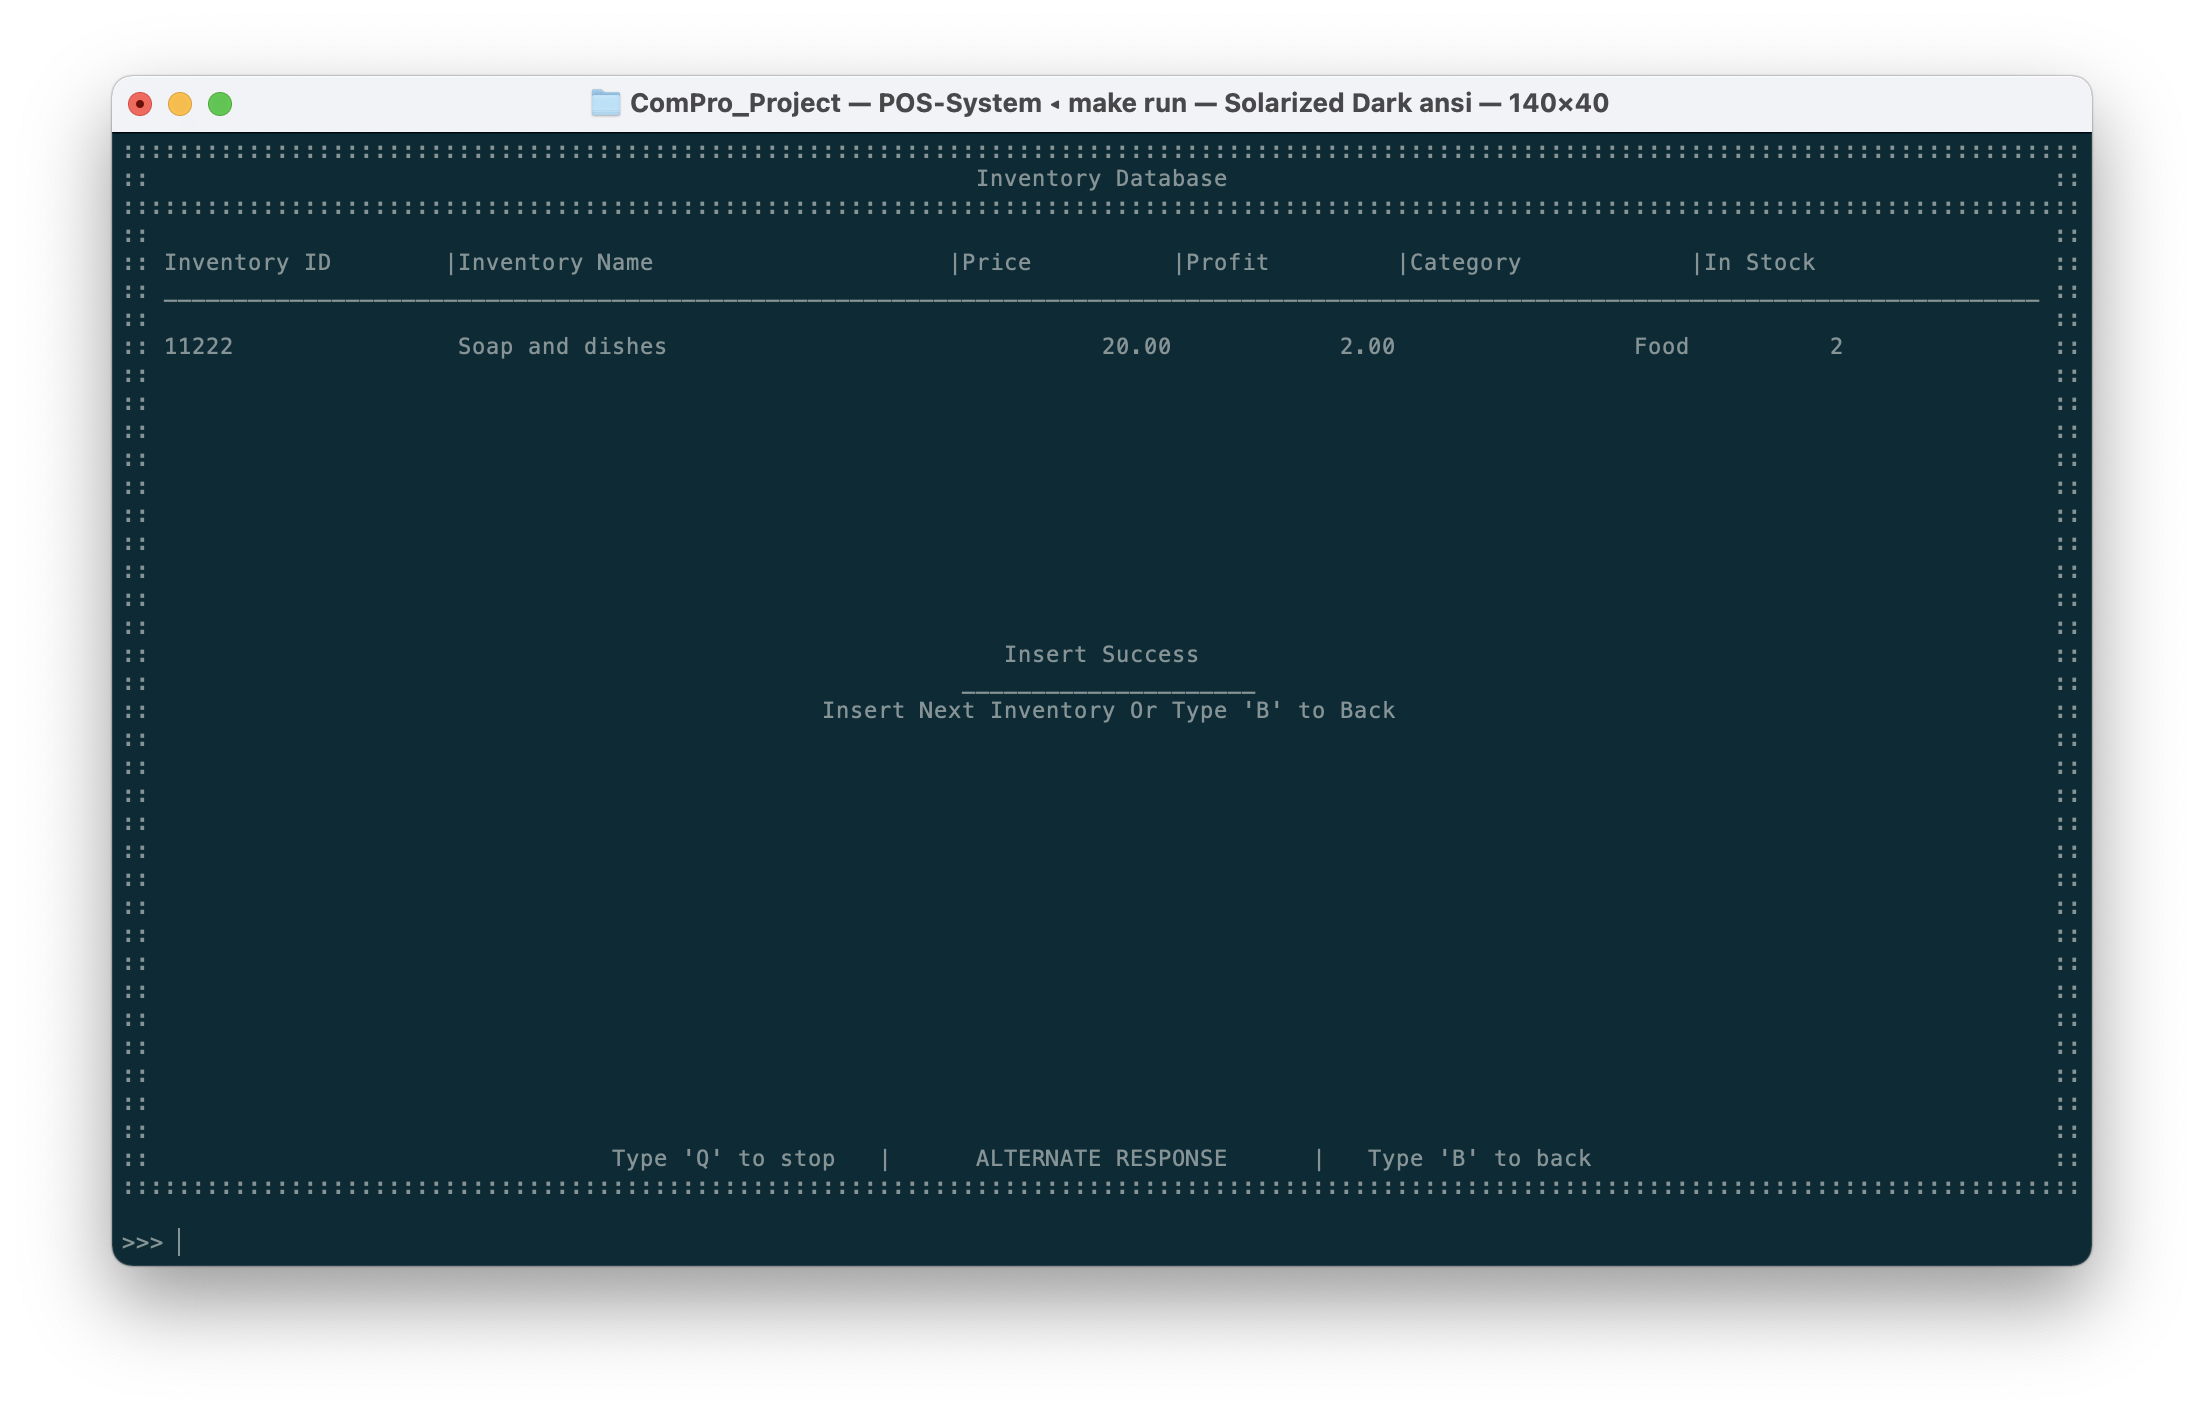 ComPro_Project — POS-System ◂ make run — Solarized Dark ansi — 140×40
Inventory Database
Inventory ID |Inventory Name |Price |Profit |Category |In Stock
11222 Soap and dishes 20.00 2.00 Food 2
Insert Success
Insert Next Inventory Or Type 'B' to Back
Type 'Q' to stop | ALTERNATE RESPONSE | Type 'B' to back
>>>